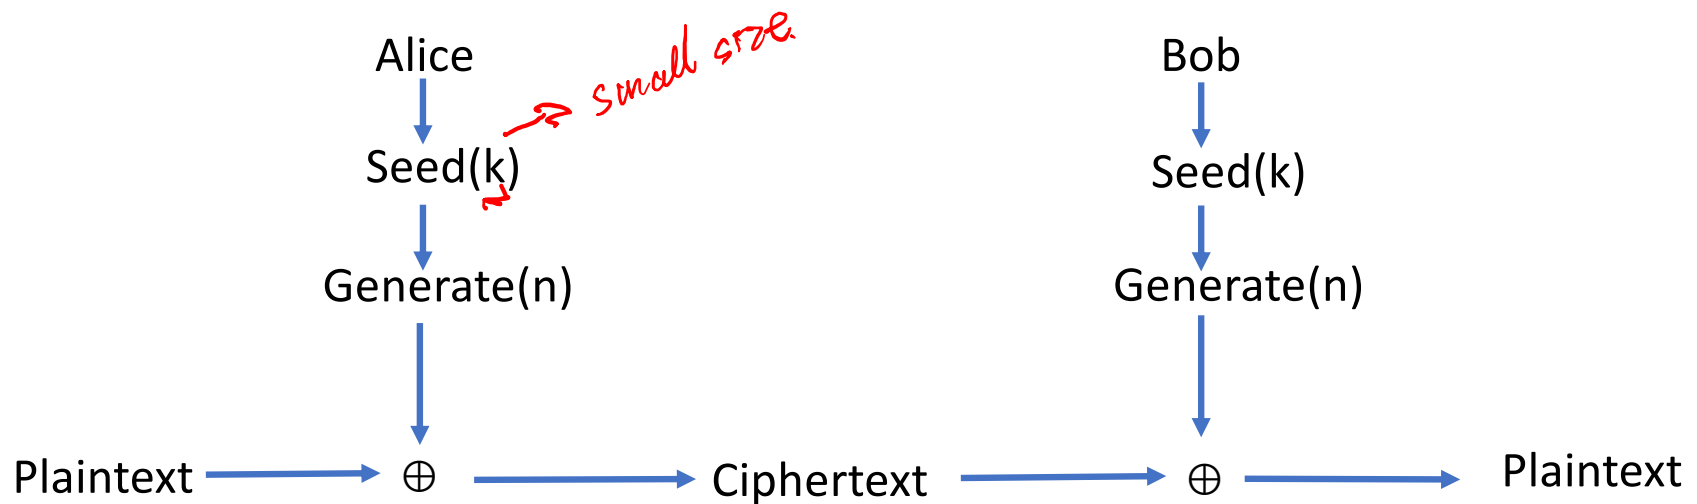 Alice
small size.
Bob
Seed(k)
Seed(k)
Generate(n)
Generate(n)
Plaintext ⊕ Ciphertext ⊕ Plaintext